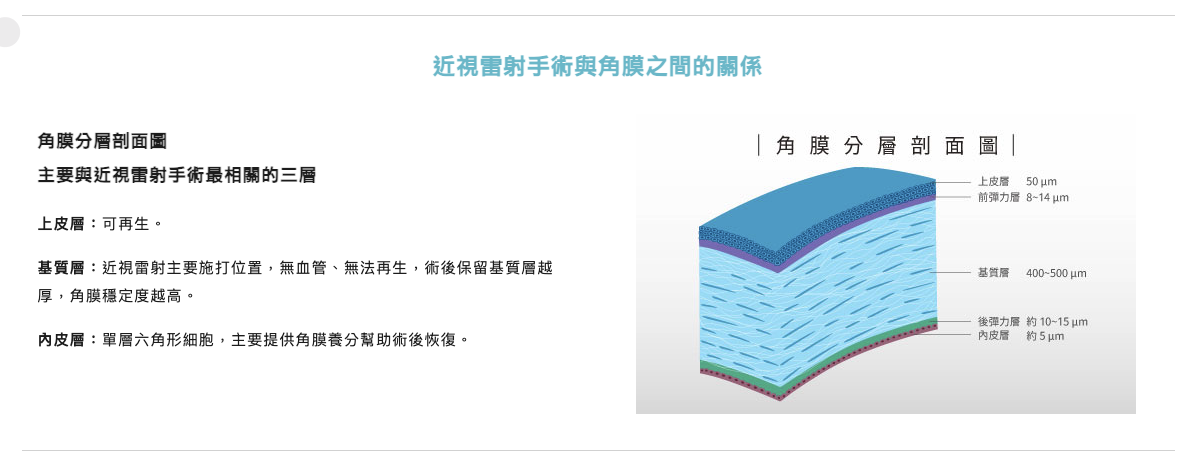 近視雷射手術與角膜之間的關係
角膜分層剖面圖
主要與近視雷射手術最相關的三層
上皮層：可再生。
基質層：近視雷射主要施打位置，無血管、無法再生，術後保留基質層越
厚，角膜穩定度越高。
內皮層：單層六角形細胞，主要提供角膜養分幫助術後恢復。
｜角膜分層剖面圖｜
上皮層 50 μm
前彈力層 8~14 μm
基質層 400~500 μm
後彈力層 約 10~15 μm
內皮層 約 5 μm